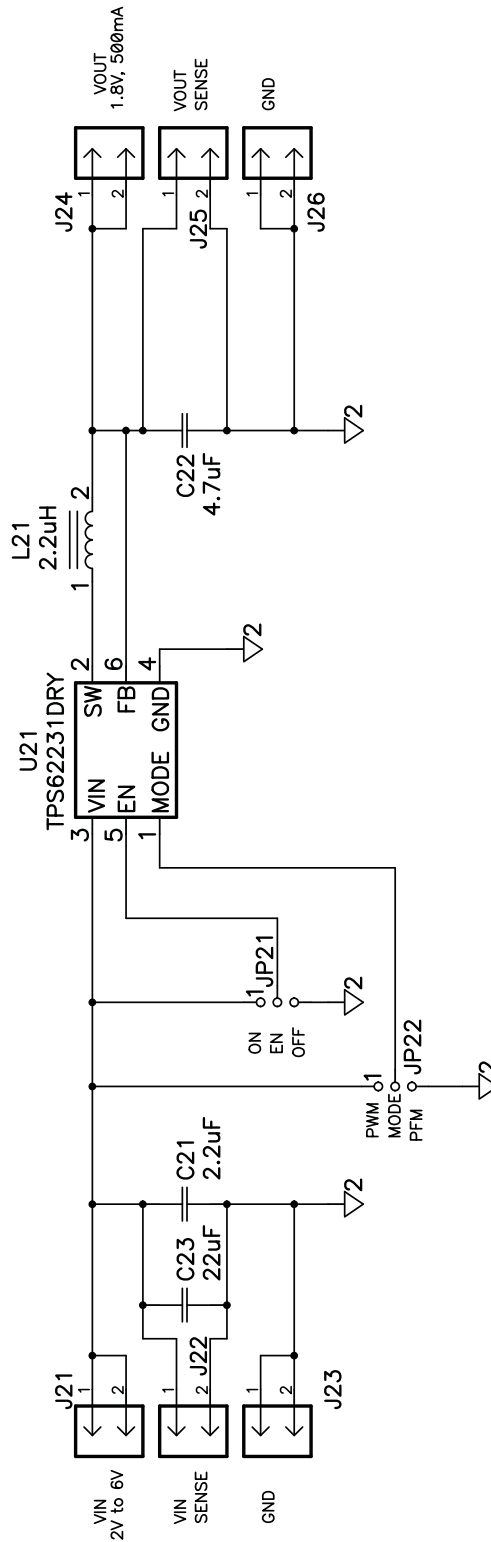 VIN
2V to 6V
J21
1
2
VIN
SENSE
J22
1
2
GND
J23
1
2
C23
22uF
C21
2.2uF
2
PWM
MODE
PFM
1
JP22
2
ON
EN
OFF
1
JP21
2
U21
TPS62231DRY
3
VIN
5
EN
1
MODE
SW
2
FB
6
GND
4
2
L21
2.2uH
1
2
C22
4.7uF
2
J24
1
2
VOUT
1.8V, 500mA
J25
1
2
VOUT
SENSE
J26
1
2
GND